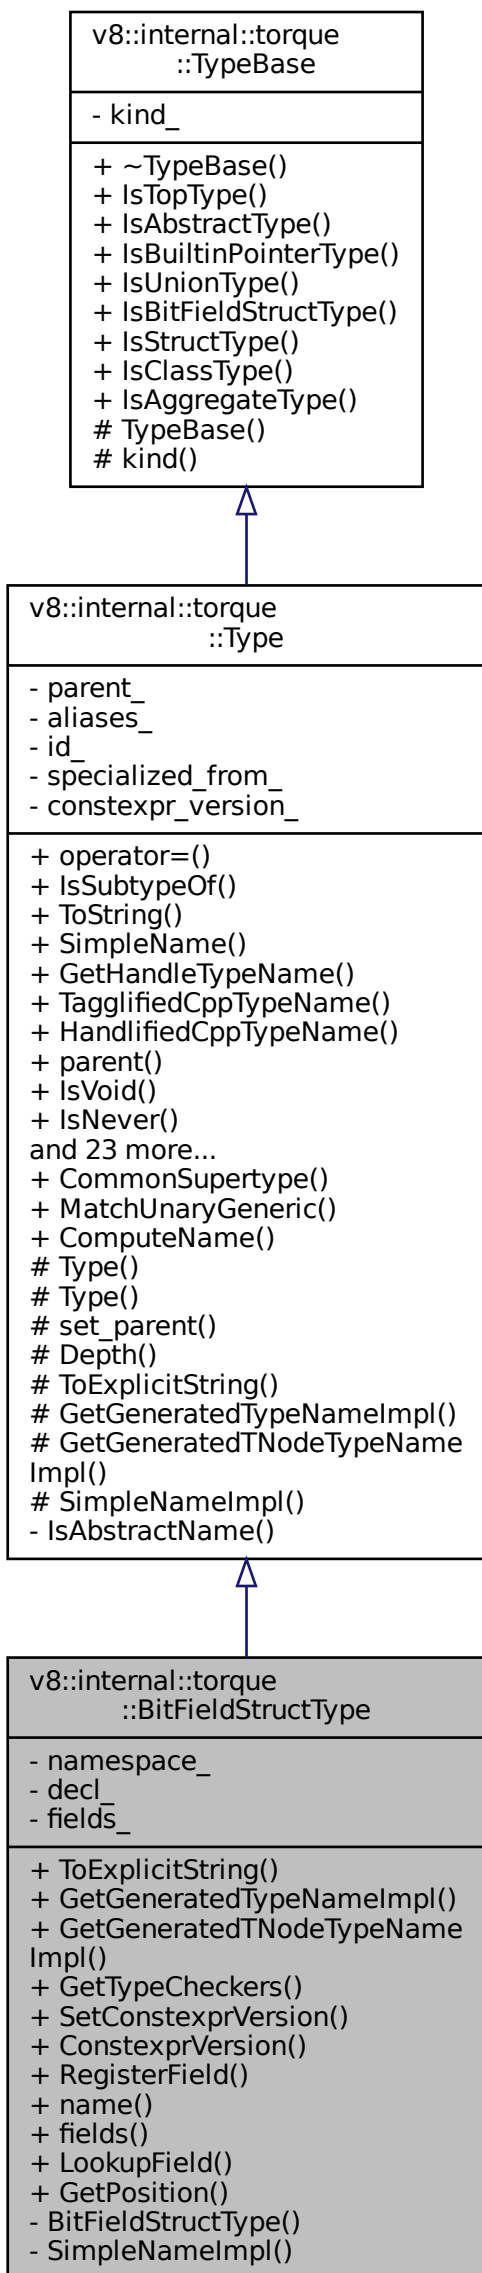 v8::internal::torque
::TypeBase
- kind_
+ ~TypeBase()
+ IsTopType()
+ IsAbstractType()
+ IsBuiltinPointerType()
+ IsUnionType()
+ IsBitFieldStructType()
+ IsStructType()
+ IsClassType()
+ IsAggregateType()
# TypeBase()
# kind()
v8::internal::torque
::Type
- parent_
- aliases_
- id_
- specialized_from_
- constexpr_version_
+ operator=()
+ IsSubtypeOf()
+ ToString()
+ SimpleName()
+ GetHandleTypeName()
+ TagglifiedCppTypeName()
+ HandlifiedCppTypeName()
+ parent()
+ IsVoid()
+ IsNever()
and 23 more...
+ CommonSupertype()
+ MatchUnaryGeneric()
+ ComputeName()
# Type()
# Type()
# set_parent()
# Depth()
# ToExplicitString()
# GetGeneratedTypeNameImpl()
# GetGeneratedTNodeTypeName
Impl()
# SimpleNameImpl()
- IsAbstractName()
v8::internal::torque
::BitFieldStructType
- namespace_
- decl_
- fields_
+ ToExplicitString()
+ GetGeneratedTypeNameImpl()
+ GetGeneratedTNodeTypeName
Impl()
+ GetTypeCheckers()
+ SetConstexprVersion()
+ ConstexprVersion()
+ RegisterField()
+ name()
+ fields()
+ LookupField()
+ GetPosition()
- BitFieldStructType()
- SimpleNameImpl()